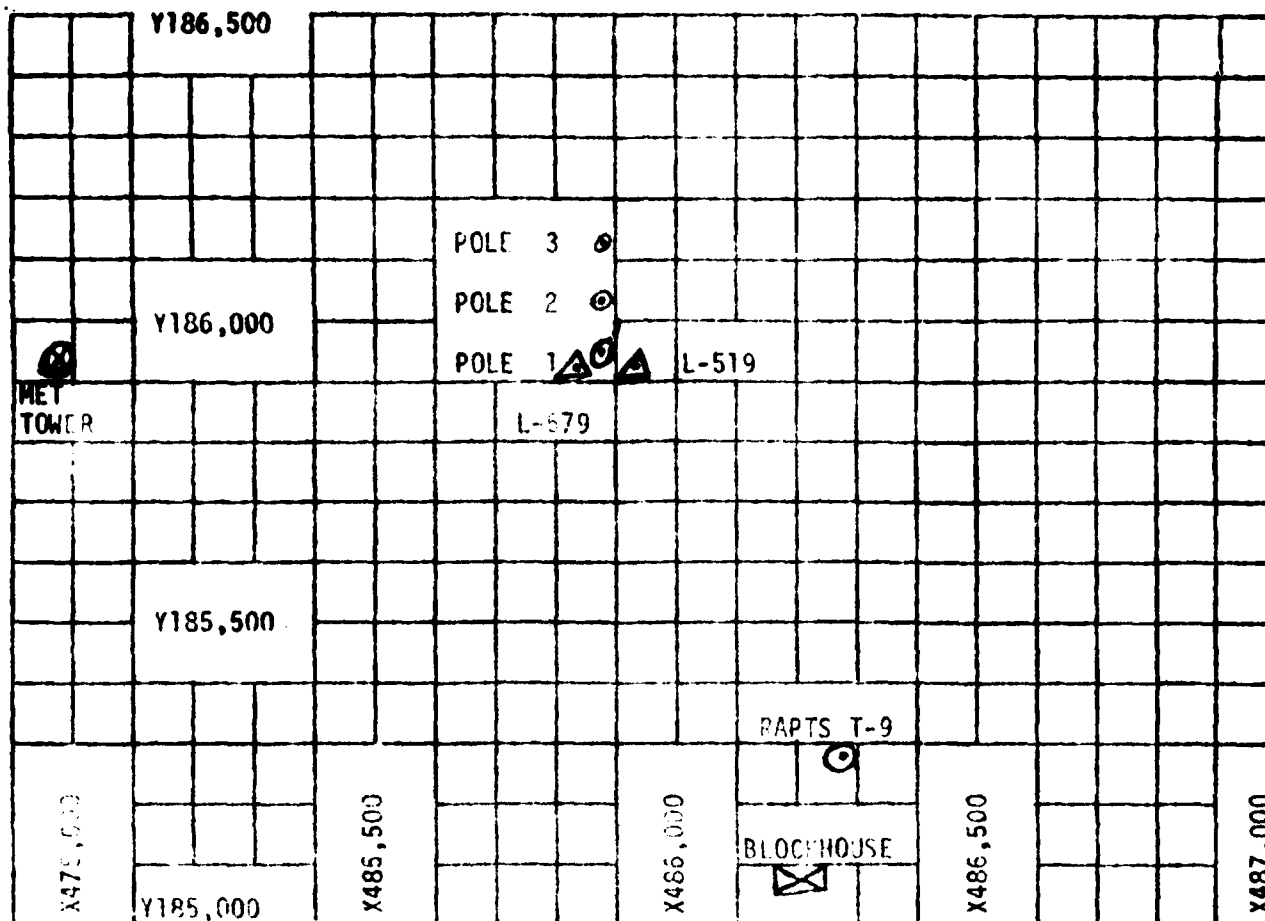 Y186,500
POLE 3
POLE 2
Y186,000
POLE 1
L-519
MET
TOWER
Y185,500
RAPTS T-9
X485,500
X486,000
X486,500
X487,000
BLOCKHOUSE
Y185,000